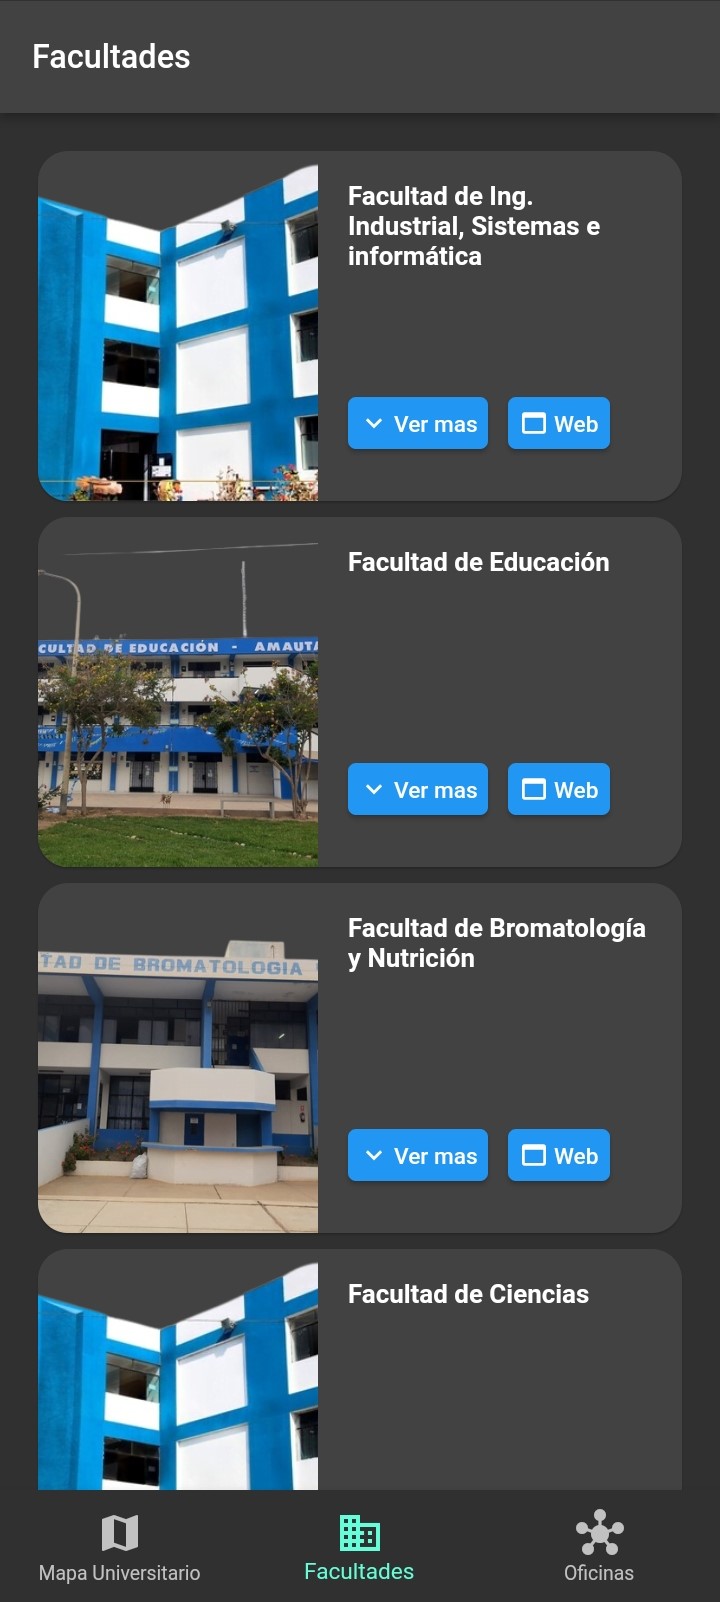 Facultades
Facultad de Ing.
Industrial, Sistemas e
informática
Ver mas
Web
CULTAD DE EDUCACIÓN - AMAUTA
Facultad de Educación
Ver mas
Web
TAD DE BROMATOLOGIA
Facultad de Bromatología
y Nutrición
Ver mas
Web
Facultad de Ciencias
Mapa Universitario
Facultades
Oficinas